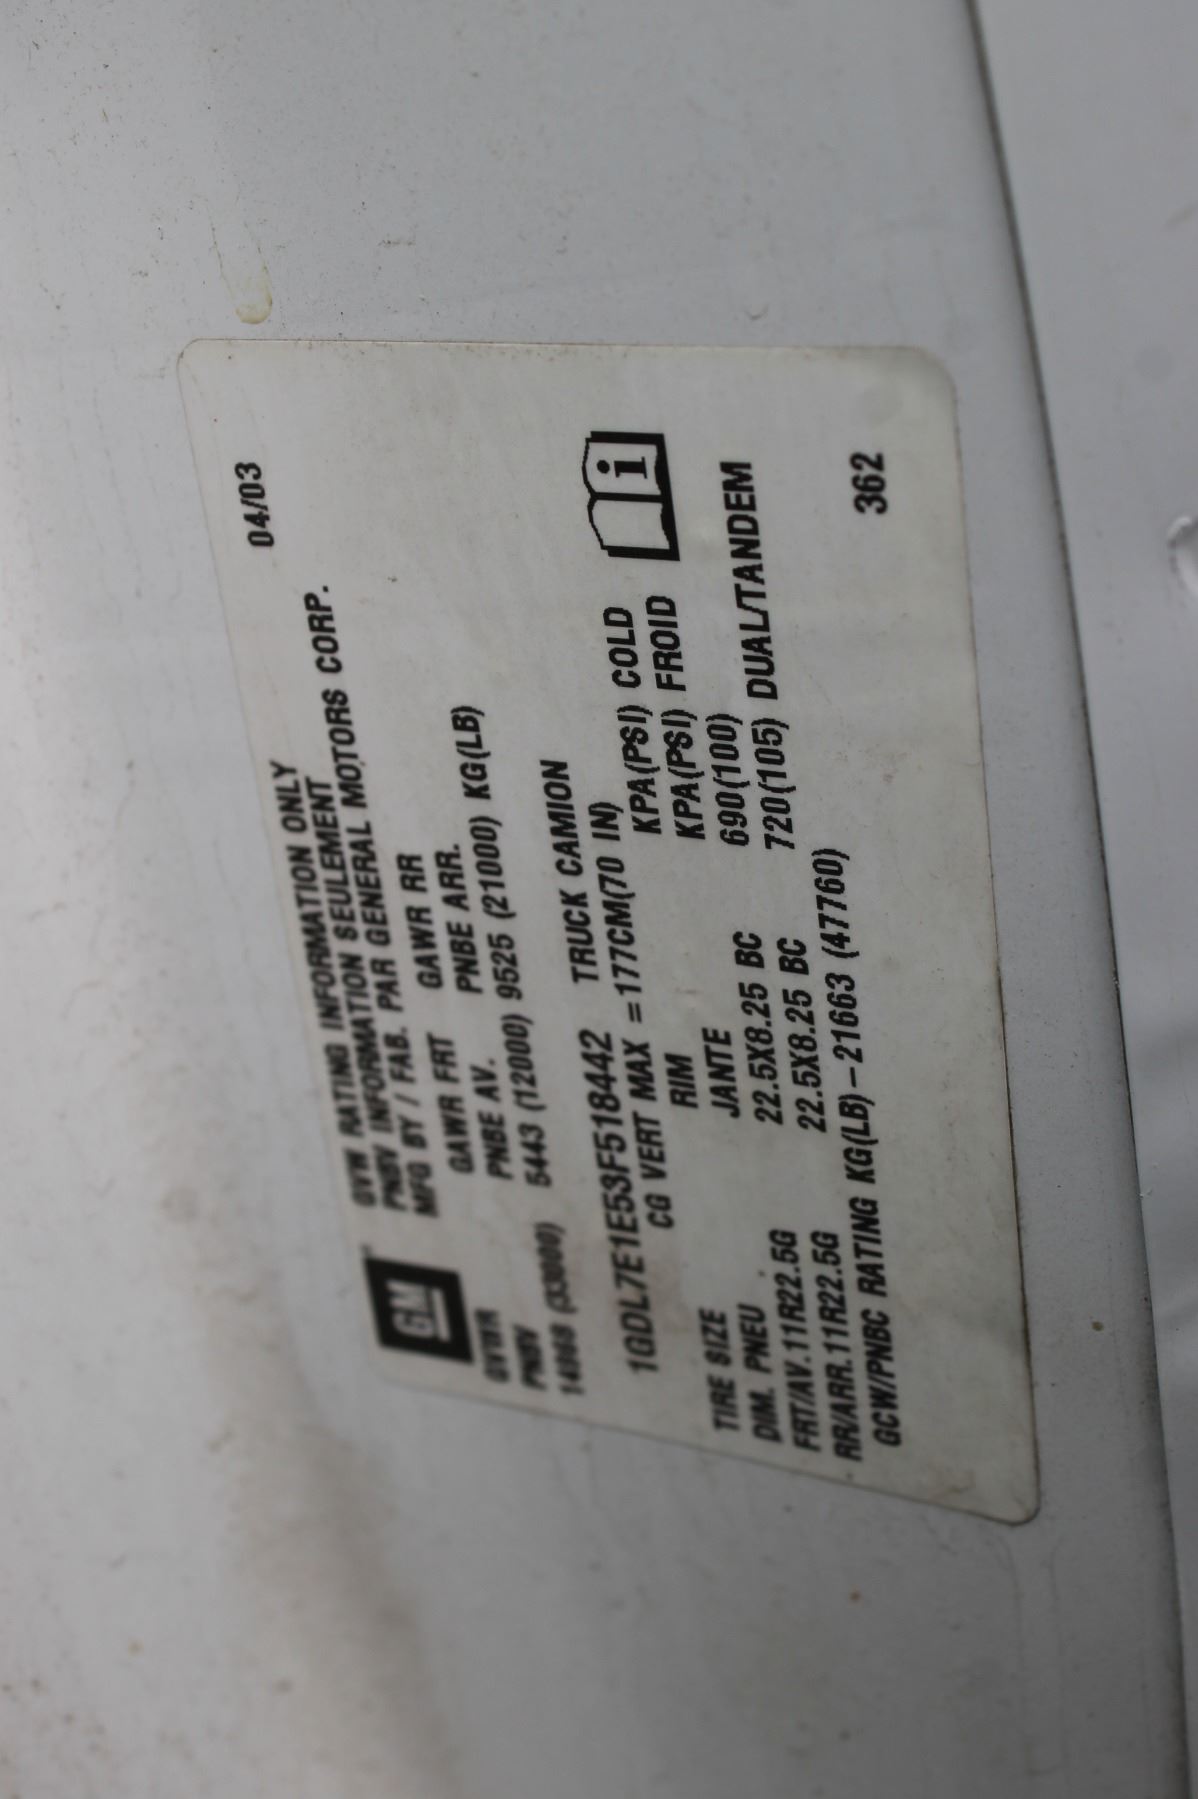 04/03
GM
GVW RATING INFORMATION ONLY
PNBV INFORMATION SEULEMENT
MFG BY / FAB. PAR GENERAL MOTORS CORP.
GVWR GAWR FRT GAWR RR
PNBV PNBE AV. PNBE ARR.
14968 (33000) 5443 (12000) 9525 (21000) KG(LB)
1GDL7E1E53F518442 TRUCK CAMION
CG VERT MAX =177CM(70 IN)
TIRE SIZE RIM KPA(PSI) COLD
DIM. PNEU JANTE KPA(PSI) FROID
FRT/AV.11R22.5G 22.5X8.25 BC 690(100)
RR/ARR.11R22.5G 22.5X8.25 BC 720(105) DUAL/TANDEM
GCW/PNBC RATING KG(LB)–21663 (47760)
i
362